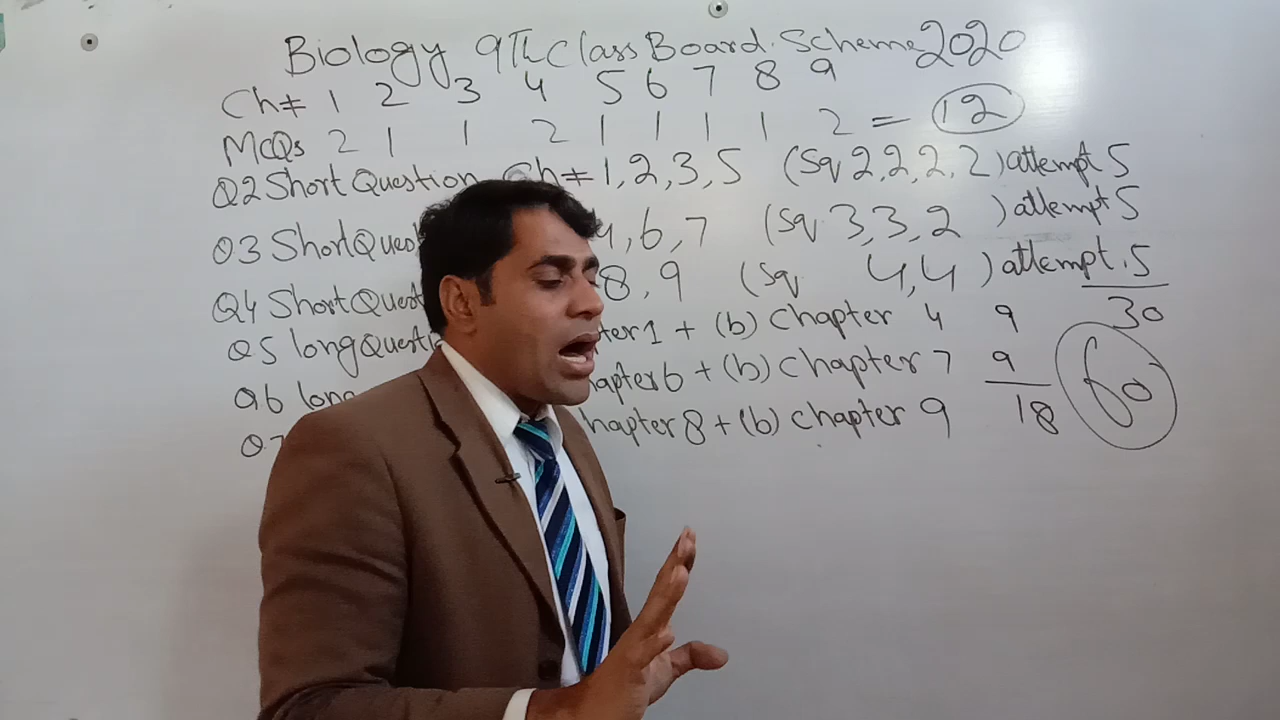 Biology 9Th Class Board. Scheme 2020
Ch# 1 2 3 4 5 6 7 8 9
MCQs 2 1 1 2 1 1 1 1 2 = 12
Q2 Short Question Ch# 1,2,3,5 (Sq 2,2,2,2) attempt 5
Q3 Short Ques 4,6,7 (Sq 3,3,2 ) attempt 5
Q4 Short Quest 8,9 (Sq 4,4 ) attempt.5
30
Q5 long Questi ter 1 + (b) Chapter 4 9
Q6 long hapter 6 + (b) Chapter 7 9
18 60
Q7 hapter 8 + (b) chapter 9